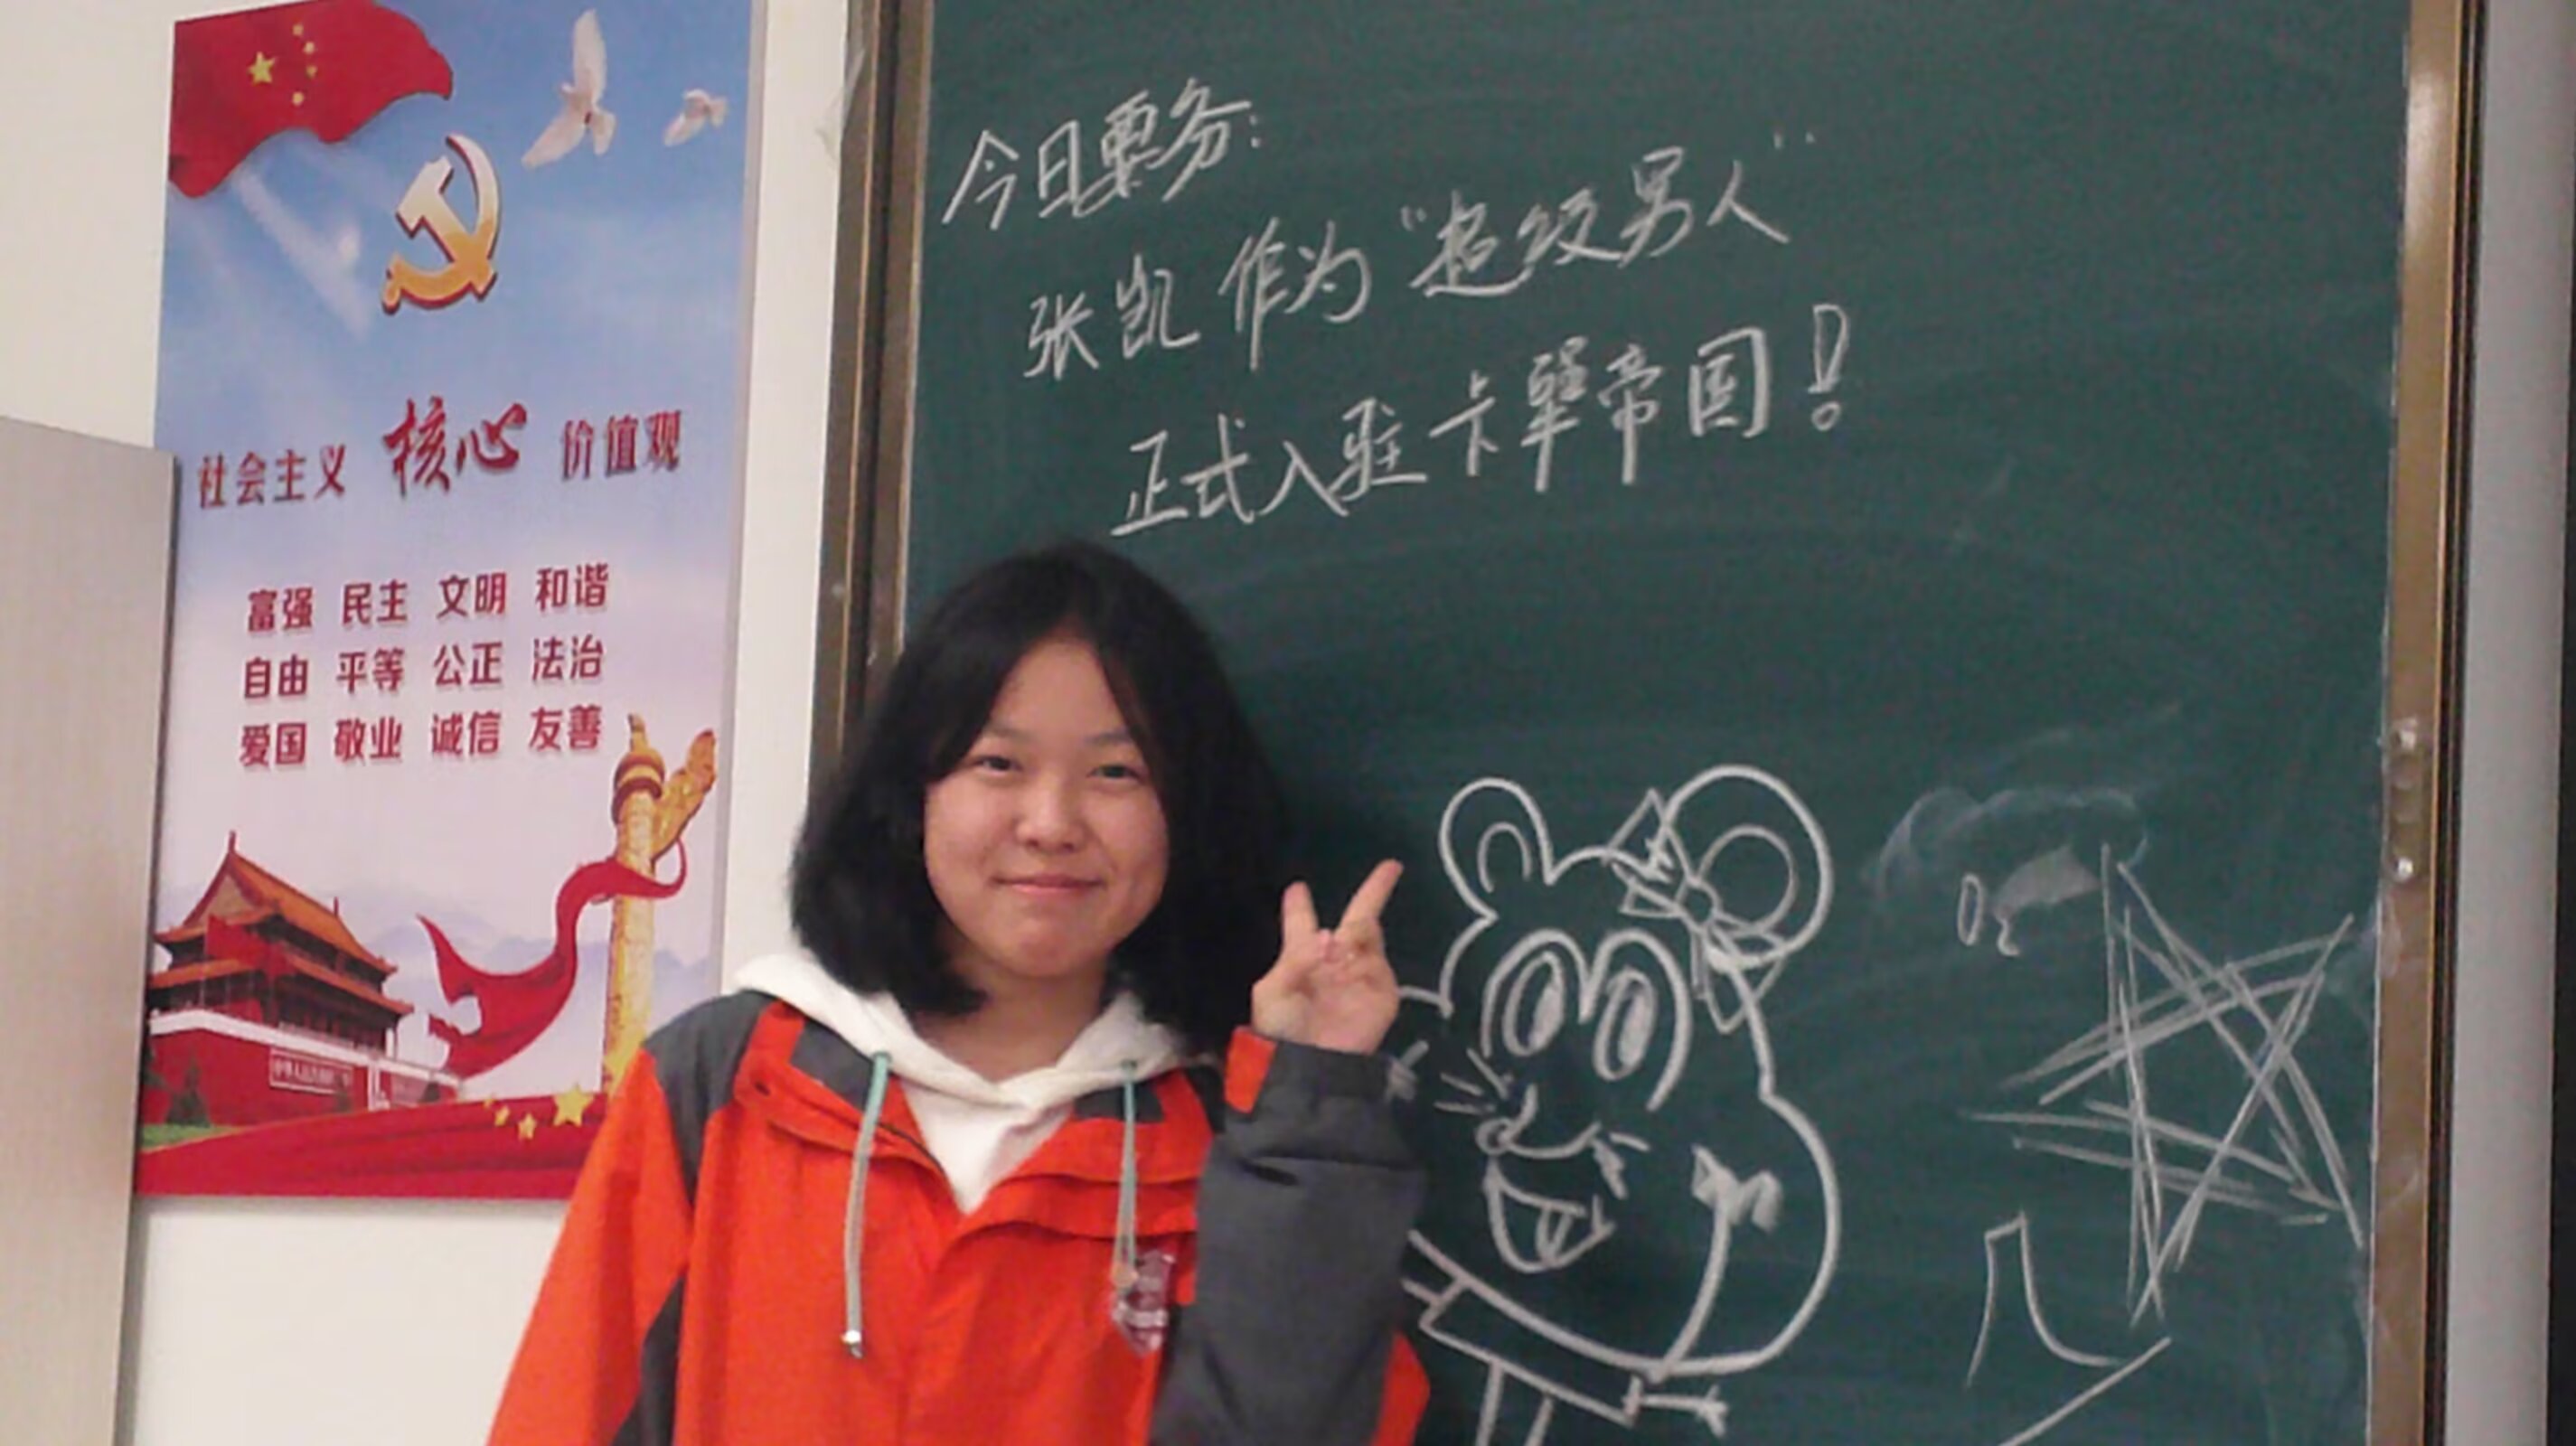 社会主义 核心 价值观
富强 民主 文明 和谐
自由 平等 公正 法治
爱国 敬业 诚信 友善
今日要务:
张凯 作为“超级男人”
正式入驻卡犟帝国!